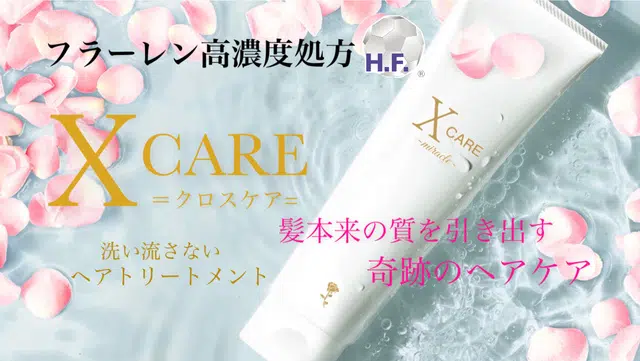 フラーレン高濃度処方
H.F.®
X CARE
=クロスケア=
洗い流さない
ヘアトリートメント
X CARE
~miracle~
髪本来の質を引き出す
奇跡のヘアケア